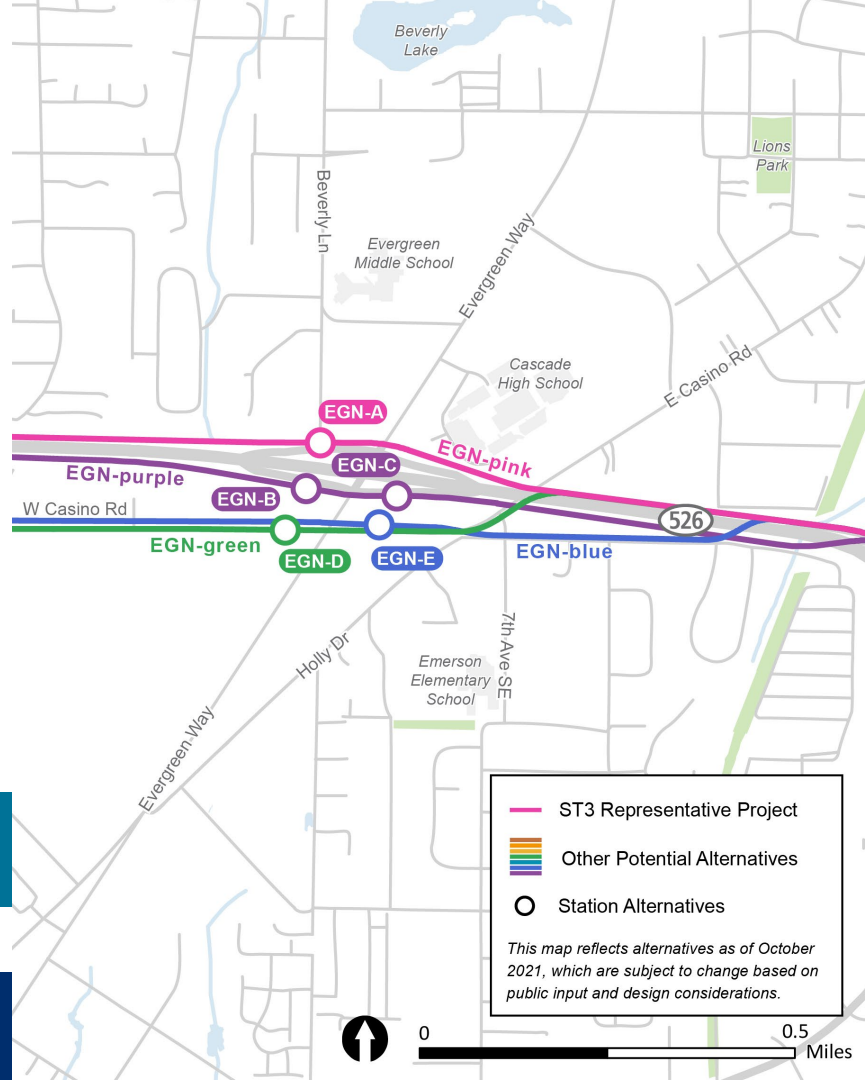 Beverly
Lake
Lions
Park
Beverly Ln
Evergreen
Middle School
Evergreen Way
Cascade
High School
E Casino Rd
EGN-A
EGN-pink
EGN-C
EGN-purple
EGN-B
W Casino Rd
526
EGN-green
EGN-D
EGN-E
EGN-blue
7th Ave SE
Holly Dr
Emerson
Elementary
School
Evergreen Way
ST3 Representative Project
Other Potential Alternatives
Station Alternatives
This map reflects alternatives as of October
2021, which are subject to change based on
public input and design considerations.
0
0.5
Miles